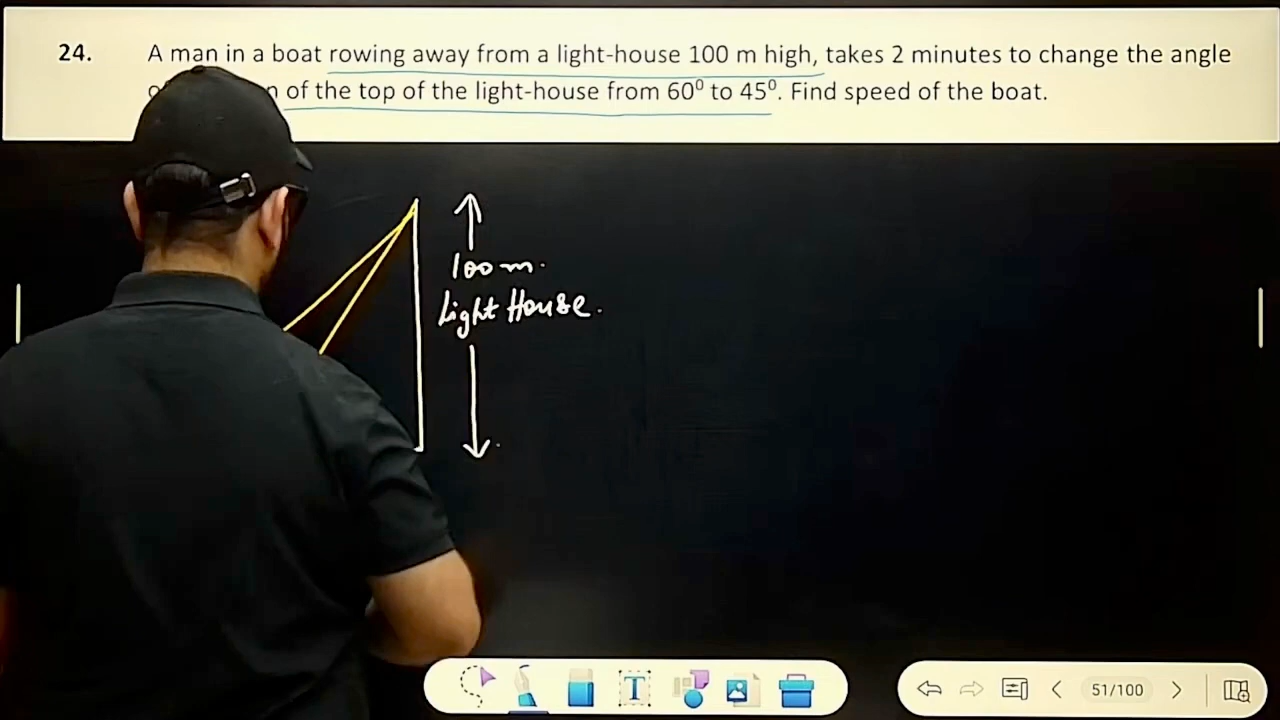 24. A man in a boat rowing away from a light-house 100 m high, takes 2 minutes to change the angle
of the top of the light-house from 60⁰ to 45⁰. Find speed of the boat.
100 m.
Light House.
T
51/100